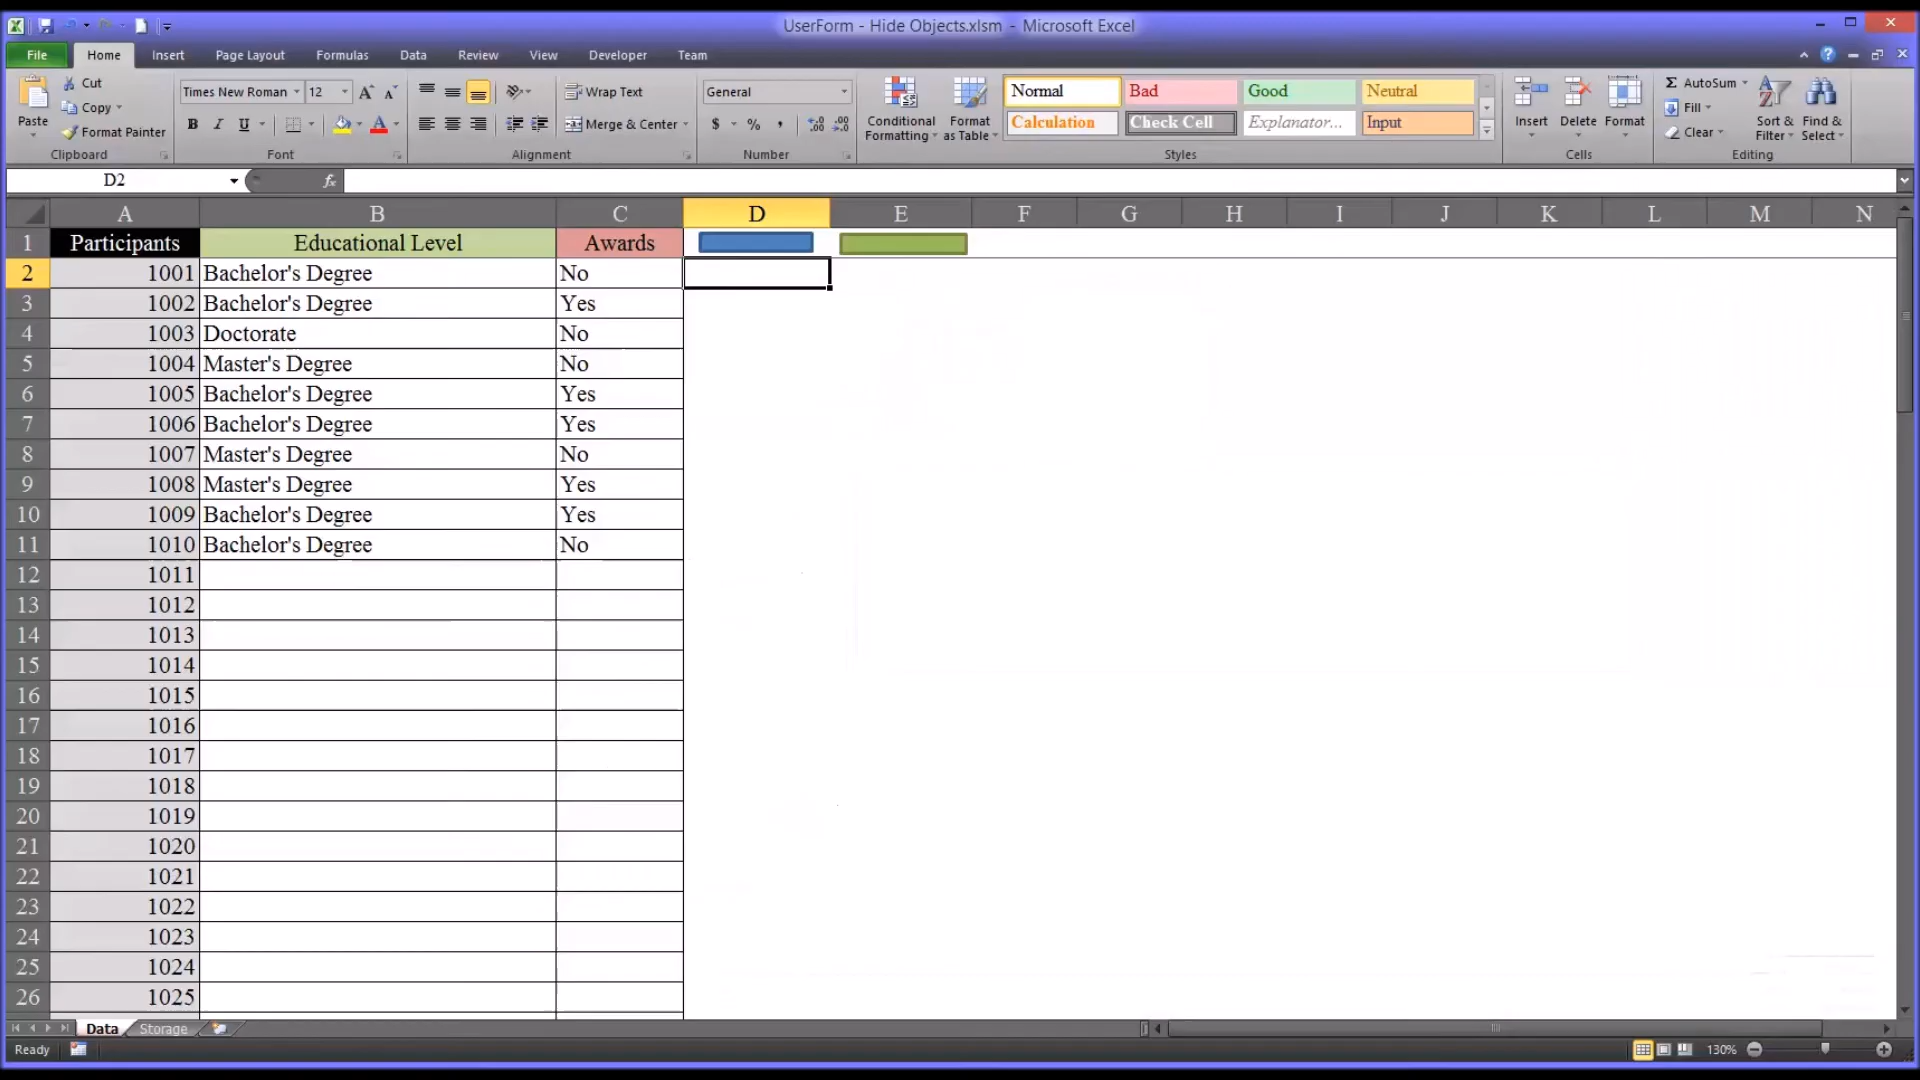 UserForm - Hide Objects.xlsm - Microsoft Excel
File Home Insert Page Layout Formulas Data Review View Developer Team
Paste
Cut
Copy
Format Painter
Clipboard
Times New Roman 12
B I U
Font
Wrap Text
Merge & Center
Alignment
General
$ % ,
Number
Conditional Formatting
Format as Table
Normal Bad Good Neutral
Calculation Check Cell Explanator... Input
Styles
Insert Delete Format
Cells
Σ AutoSum
Fill
Clear
Sort & Filter
Find & Select
Editing
D2 fx
A B C D E F G H I J K L M N
1 Participants Educational Level Awards
2 1001 Bachelor's Degree No
3 1002 Bachelor's Degree Yes
4 1003 Doctorate No
5 1004 Master's Degree No
6 1005 Bachelor's Degree Yes
7 1006 Bachelor's Degree Yes
8 1007 Master's Degree No
9 1008 Master's Degree Yes
10 1009 Bachelor's Degree Yes
11 1010 Bachelor's Degree No
12 1011
13 1012
14 1013
15 1014
16 1015
17 1016
18 1017
19 1018
20 1019
21 1020
22 1021
23 1022
24 1023
25 1024
26 1025
Data Storage
Ready 130%